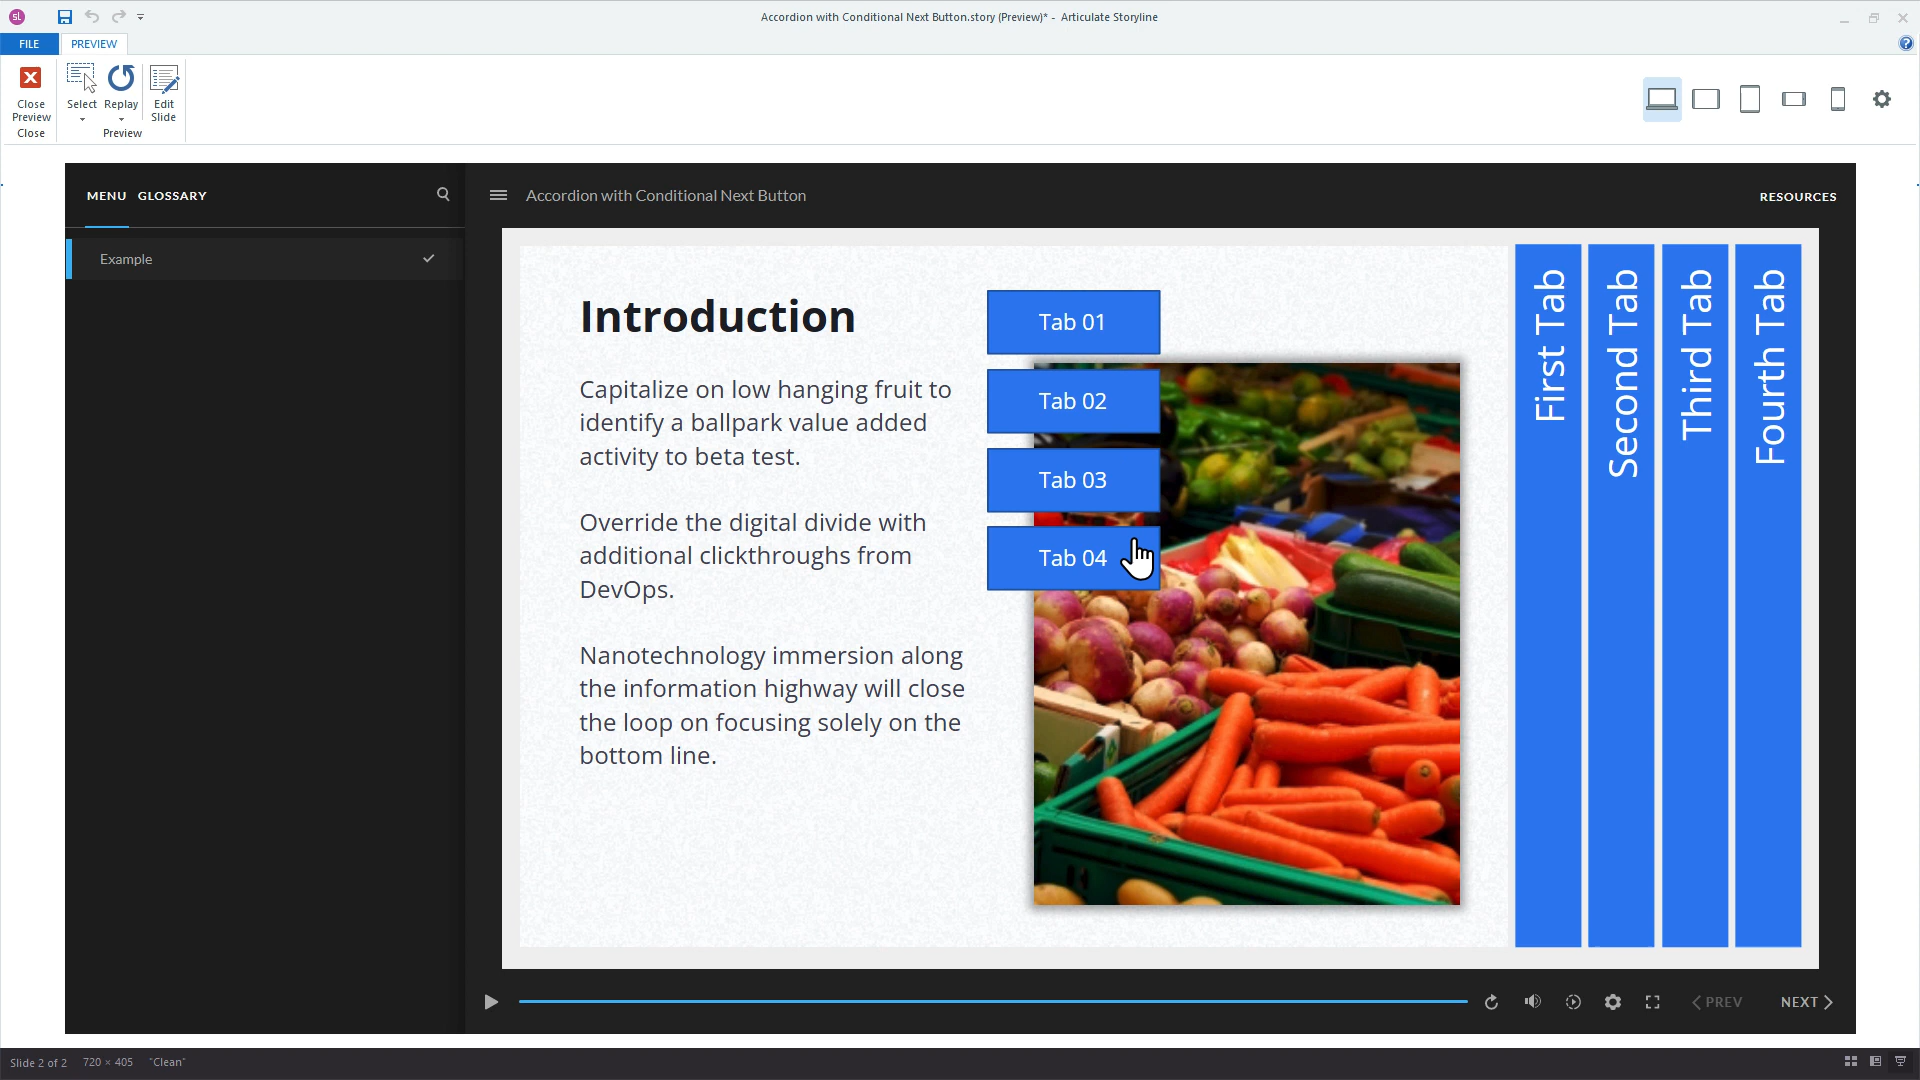 sl
Accordion with Conditional Next Button.story (Preview)* - Articulate Storyline
FILE
PREVIEW
?
Close
Preview
Select
Replay
Edit
Slide
Close
Preview
MENU
GLOSSARY
Accordion with Conditional Next Button
RESOURCES
Example
Introduction
Capitalize on low hanging fruit to
identify a ballpark value added
activity to beta test.
Override the digital divide with
additional clickthroughs from
DevOps.
Nanotechnology immersion along
the information highway will close
the loop on focusing solely on the
bottom line.
Tab 01
Tab 02
Tab 03
Tab 04
First Tab
Second Tab
Third Tab
Fourth Tab
PREV
NEXT
Slide 2 of 2
720 × 405
"Clean"